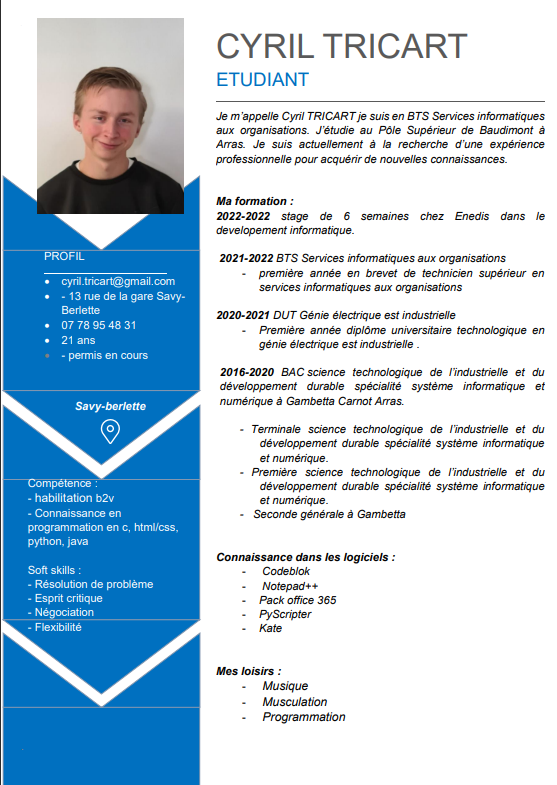 CYRIL TRICART
ETUDIANT
Je m'appelle Cyril TRICART je suis en BTS Services informatiques
aux organisations. J'étudie au Pôle Supérieur de Baudimont à
Arras. Je suis actuellement à la recherche d'une expérience
professionnelle pour acquérir de nouvelles connaissances.
PROFIL
cyril.tricart@gmail.com
- 13 rue de la gare Savy-
Berlette
07 78 95 48 31
21 ans
- permis en cours
Savy-berlette
Compétence :
- habilitation b2v
- Connaissance en
programmation en c, html/css,
python, java
Soft skills :
- Résolution de problème
- Esprit critique
- Négociation
- Flexibilité
Ma formation :
2022-2022 stage de 6 semaines chez Enedis dans le
developement informatique.
2021-2022 BTS Services informatiques aux organisations
- première année en brevet de technicien supérieur en
services informatiques aux organisations
2020-2021 DUT Génie électrique est industrielle
- Première année diplôme universitaire technologique en
génie électrique est industrielle .
2016-2020 BAC science technologique de l'industrielle et du
développement durable spécialité système informatique et
numérique à Gambetta Carnot Arras.
- Terminale science technologique de l'industrielle et du
développement durable spécialité système informatique
et numérique.
- Première science technologique de l'industrielle et du
développement durable spécialité système informatique
et numérique.
- Seconde générale à Gambetta
Connaissance dans les logiciels :
- Codeblok
- Notepad++
- Pack office 365
- PyScripter
- Kate
Mes loisirs :
- Musique
- Musculation
- Programmation